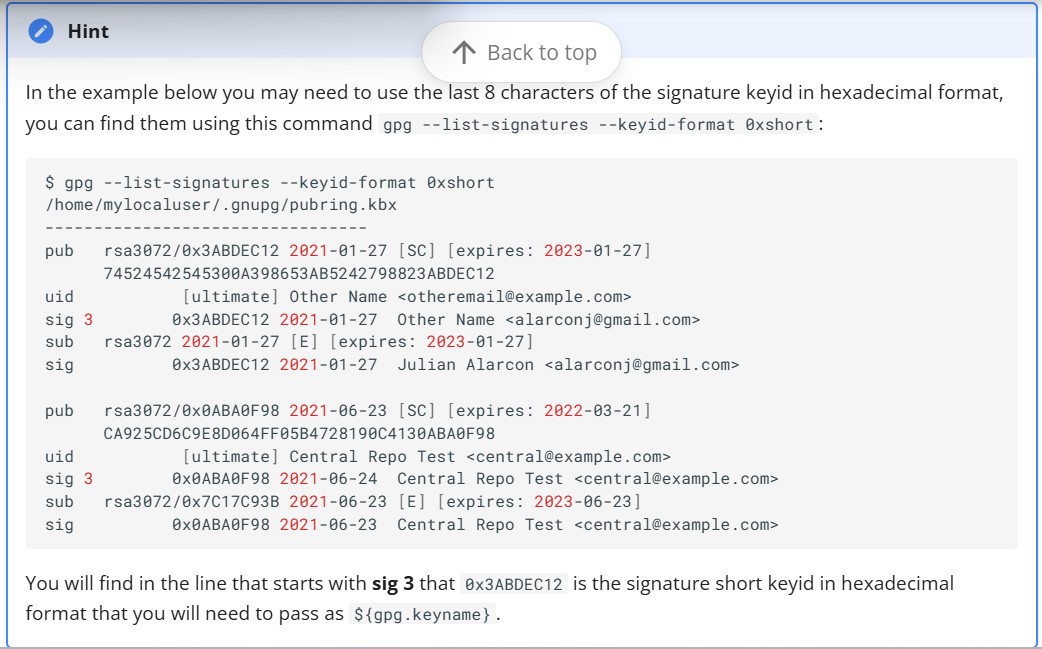 Hint
Back to top
In the example below you may need to use the last 8 characters of the signature keyid in hexadecimal format,
you can find them using this command gpg --list-signatures --keyid-format 0xshort:
$ gpg --list-signatures --keyid-format 0xshort
/home/mylocaluser/.gnupg/pubring.kbx
---------------------------------
pub   rsa3072/0x3ABDEC12 2021-01-27 [SC] [expires: 2023-01-27]
      74524542545300A398653AB5242798823ABDEC12
uid           [ultimate] Other Name <otheremail@example.com>
sig 3        0x3ABDEC12 2021-01-27  Other Name <alarconj@gmail.com>
sub   rsa3072 2021-01-27 [E] [expires: 2023-01-27]
sig          0x3ABDEC12 2021-01-27  Julian Alarcon <alarconj@gmail.com>
pub   rsa3072/0x0ABA0F98 2021-06-23 [SC] [expires: 2022-03-21]
      CA925CD6C9E8D064FF05B4728190C4130ABA0F98
uid           [ultimate] Central Repo Test <central@example.com>
sig 3        0x0ABA0F98 2021-06-24  Central Repo Test <central@example.com>
sub   rsa3072/0x7C17C93B 2021-06-23 [E] [expires: 2023-06-23]
sig          0x0ABA0F98 2021-06-23  Central Repo Test <central@example.com>
You will find in the line that starts with sig 3 that 0x3ABDEC12 is the signature short keyid in hexadecimal
format that you will need to pass as ${gpg.keyname}.